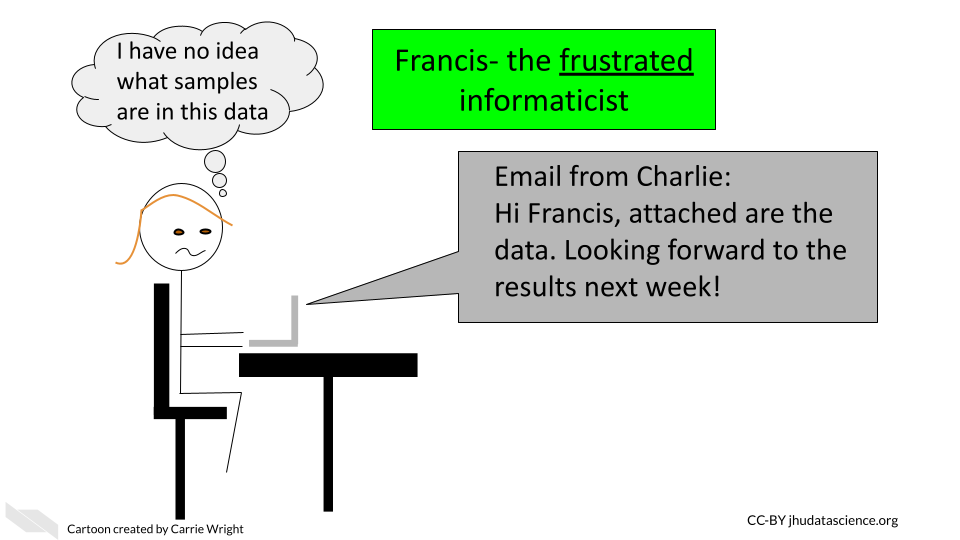 I have no idea
what samples
are in this data
Francis- the frustrated
informaticist
Email from Charlie:
Hi Francis, attached are the
data. Looking forward to the
results next week!
Cartoon created by Carrie Wright
CC-BY jhudatascience.org